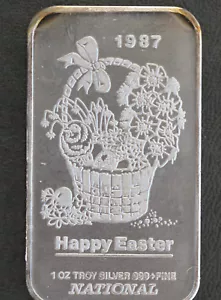 1987
Happy Easter
1 OZ TROY SILVER 999+FINE
NATIONAL